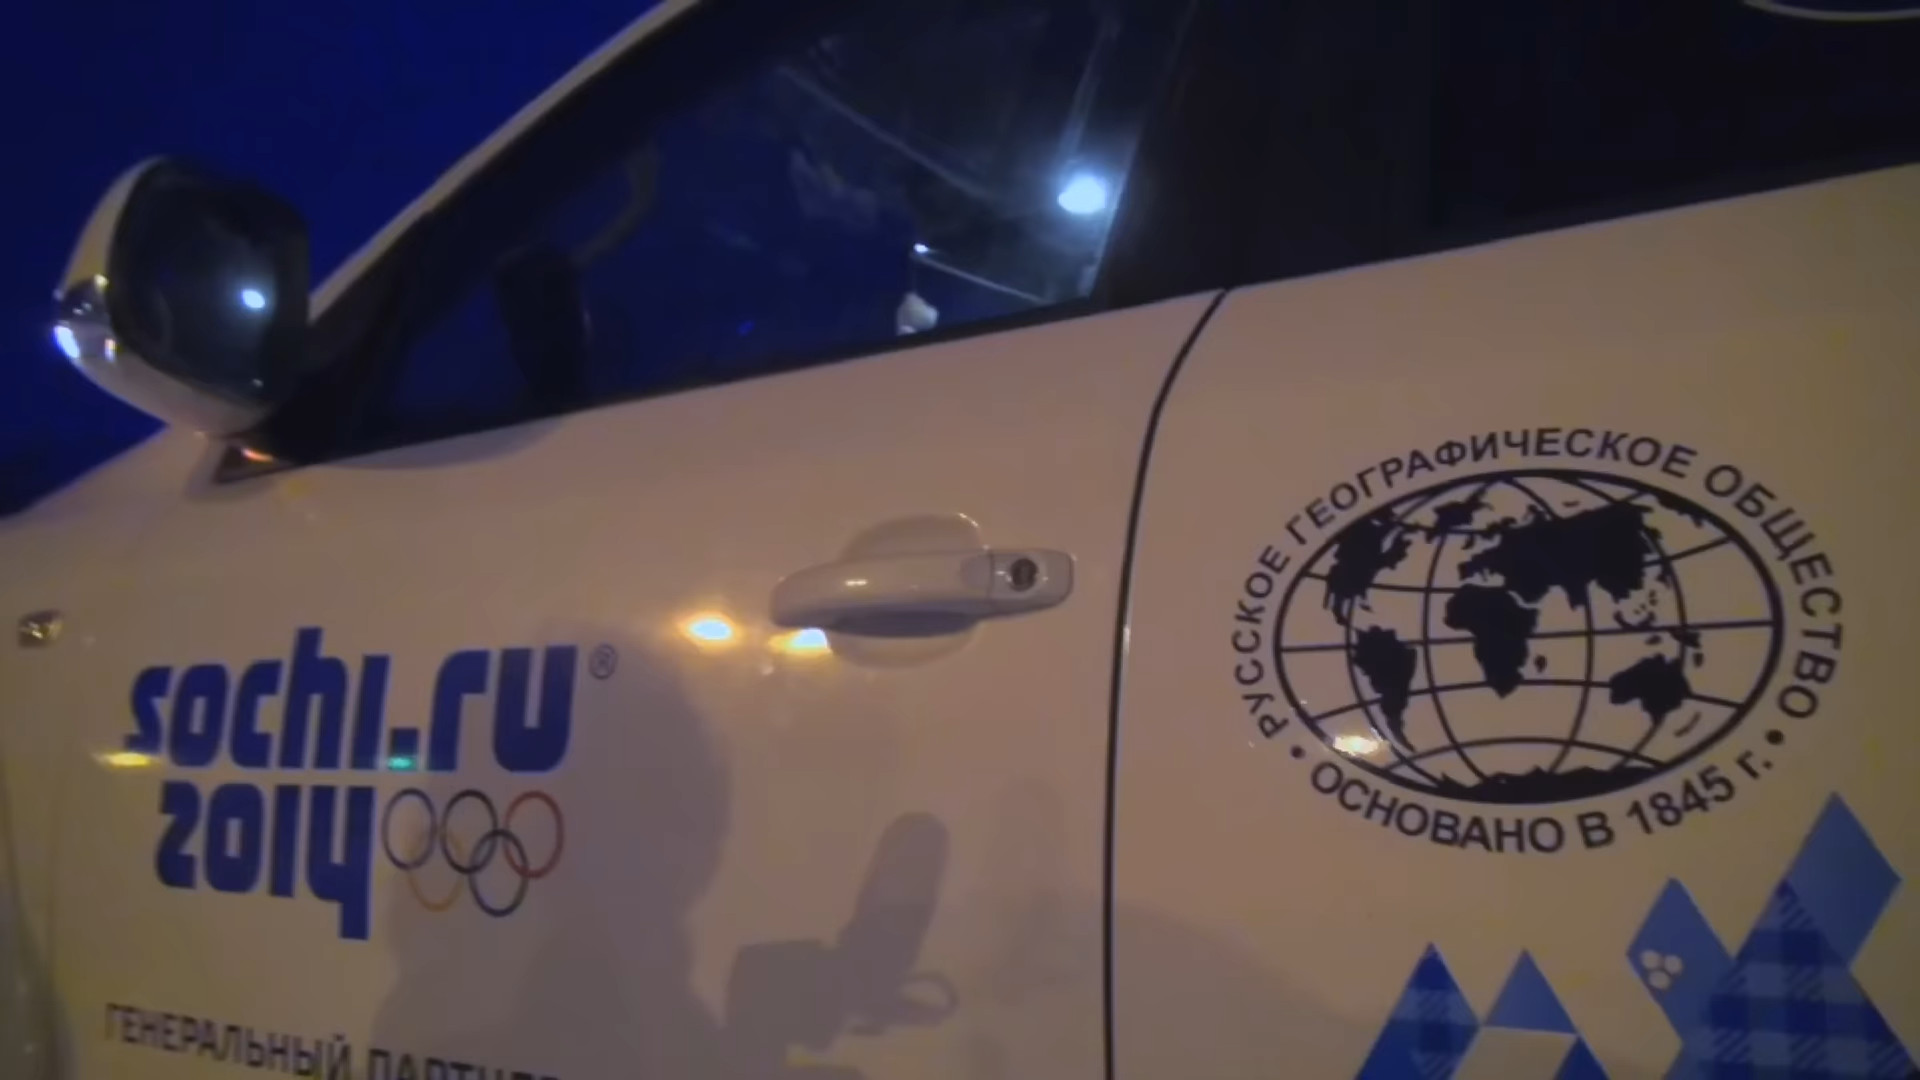 sochi.ru®
2014
ГЕНЕРАЛЬНЫЙ
РУССКОЕ ГЕОГРАФИЧЕСКОЕ ОБЩЕСТВО
• ОСНОВАНО В 1845 г. •